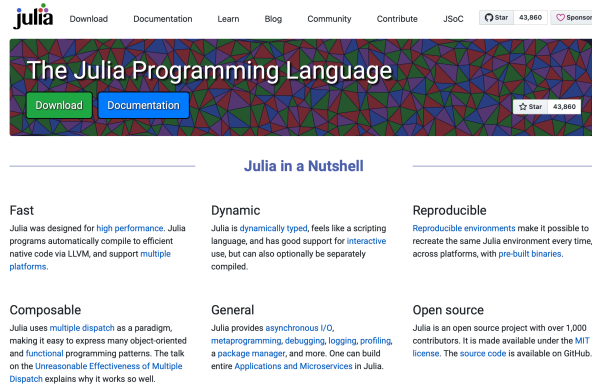 julia
Download Documentation Learn Blog Community Contribute JSoC Star 43,860 Sponsor
The Julia Programming Language
Download Documentation
Star 43,860
Julia in a Nutshell
Fast
Julia was designed for high performance. Julia
programs automatically compile to efficient
native code via LLVM, and support multiple
platforms.
Dynamic
Julia is dynamically typed, feels like a scripting
language, and has good support for interactive
use, but can also optionally be separately
compiled.
Reproducible
Reproducible environments make it possible to
recreate the same Julia environment every time,
across platforms, with pre-built binaries.
Composable
Julia uses multiple dispatch as a paradigm,
making it easy to express many object-oriented
and functional programming patterns. The talk
on the Unreasonable Effectiveness of Multiple
Dispatch explains why it works so well.
General
Julia provides asynchronous I/O,
metaprogramming, debugging, logging, profiling,
a package manager, and more. One can build
entire Applications and Microservices in Julia.
Open source
Julia is an open source project with over 1,000
contributors. It is made available under the MIT
license. The source code is available on GitHub.